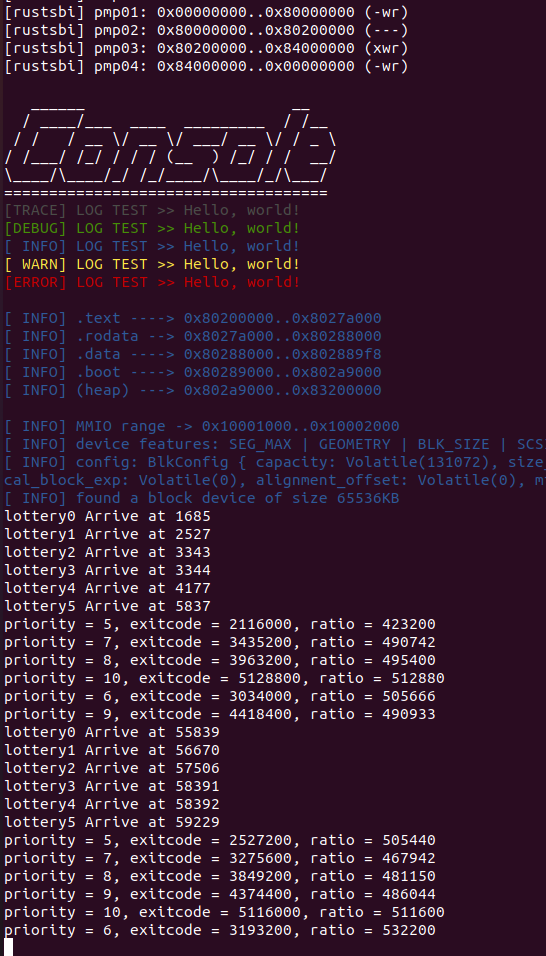 [rustsbi] pmp01: 0x00000000..0x80000000 (-wr)
[rustsbi] pmp02: 0x80000000..0x80200000 (---)
[rustsbi] pmp03: 0x80200000..0x84000000 (xwr)
[rustsbi] pmp04: 0x84000000..0x00000000 (-wr)
   ______                       __
  / ____/___  ____  _________  / /__
 / /   / __ \/ __ \/ ___/ __ \/ / _ \
/ /___/ /_/ / / / (__  ) /_/ / /  __/
\____/\____/_/ /_/____/\____/_/\___/
====================================
[TRACE] LOG TEST >> Hello, world!
[DEBUG] LOG TEST >> Hello, world!
[ INFO] LOG TEST >> Hello, world!
[ WARN] LOG TEST >> Hello, world!
[ERROR] LOG TEST >> Hello, world!
[ INFO] .text ----> 0x80200000..0x8027a000
[ INFO] .rodata --> 0x8027a000..0x80288000
[ INFO] .data ----> 0x80288000..0x802889f8
[ INFO] .boot ----> 0x80289000..0x802a9000
[ INFO] (heap) ---> 0x802a9000..0x83200000
[ INFO] MMIO range -> 0x10001000..0x10002000
[ INFO] device features: SEG_MAX | GEOMETRY | BLK_SIZE | SCS
[ INFO] config: BlkConfig { capacity: Volatile(131072), size_
cal_block_exp: Volatile(0), alignment_offset: Volatile(0), m
[ INFO] found a block device of size 65536KB
lottery0 Arrive at 1685
lottery1 Arrive at 2527
lottery2 Arrive at 3343
lottery3 Arrive at 3344
lottery4 Arrive at 4177
lottery5 Arrive at 5837
priority = 5, exitcode = 2116000, ratio = 423200
priority = 7, exitcode = 3435200, ratio = 490742
priority = 8, exitcode = 3963200, ratio = 495400
priority = 10, exitcode = 5128800, ratio = 512880
priority = 6, exitcode = 3034000, ratio = 505666
priority = 9, exitcode = 4418400, ratio = 490933
lottery0 Arrive at 55839
lottery1 Arrive at 56670
lottery2 Arrive at 57506
lottery3 Arrive at 58391
lottery4 Arrive at 58392
lottery5 Arrive at 59229
priority = 5, exitcode = 2527200, ratio = 505440
priority = 7, exitcode = 3275600, ratio = 467942
priority = 8, exitcode = 3849200, ratio = 481150
priority = 9, exitcode = 4374400, ratio = 486044
priority = 10, exitcode = 5116000, ratio = 511600
priority = 6, exitcode = 3193200, ratio = 532200